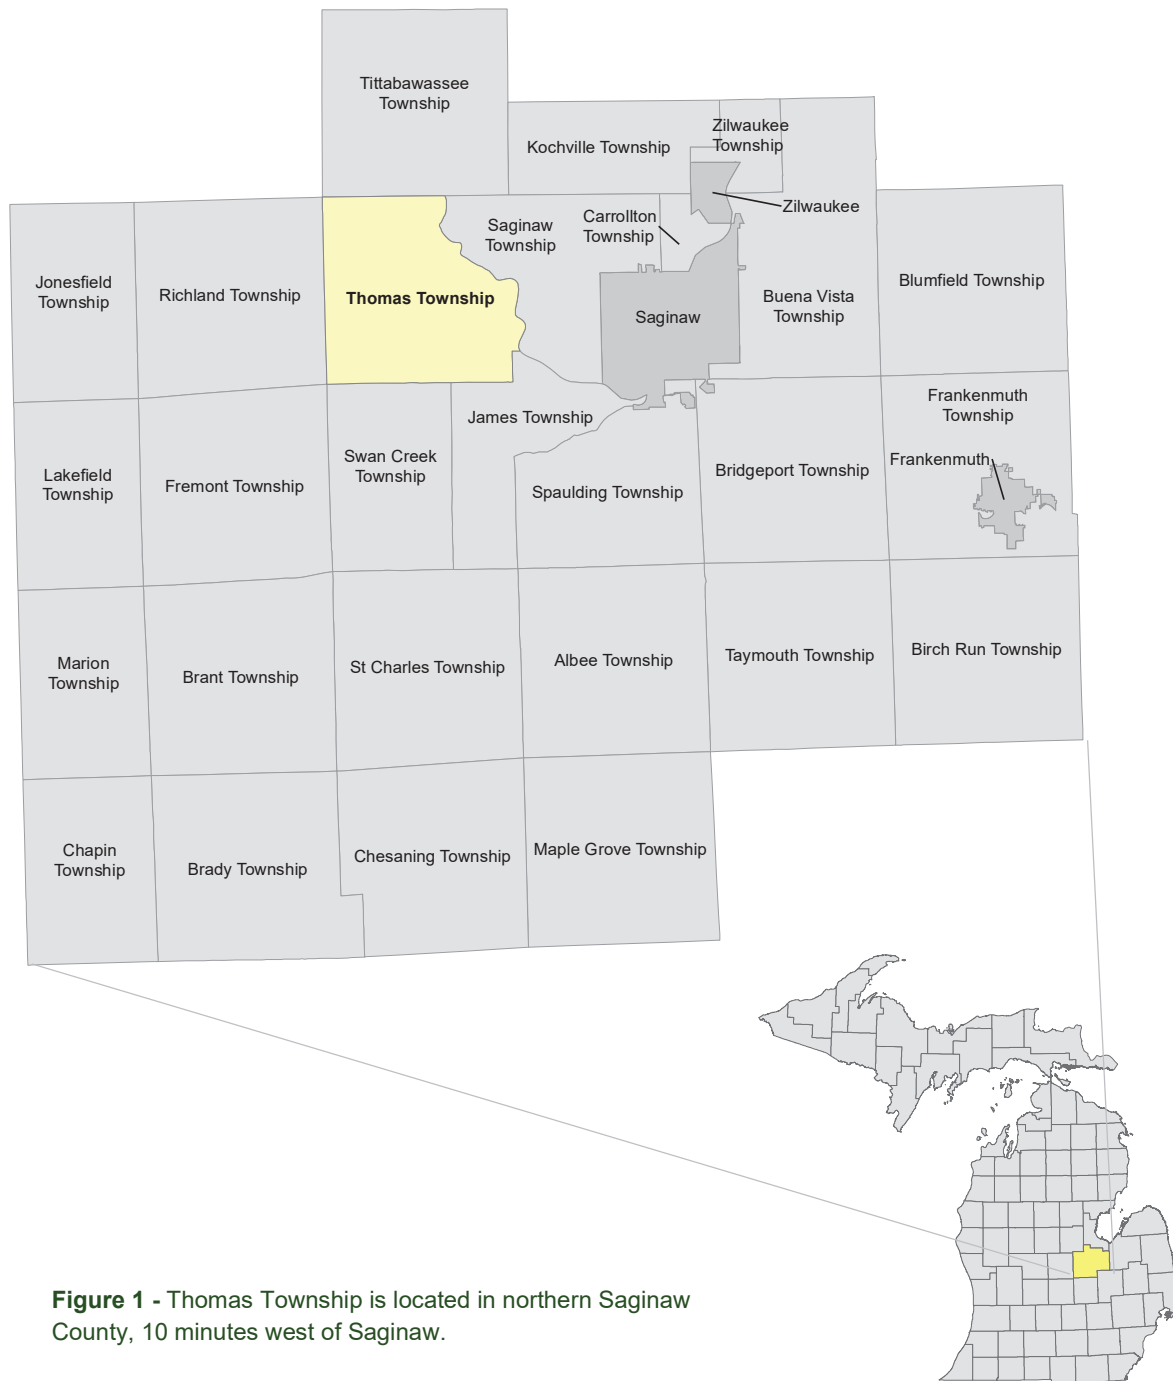 Tittabawassee
Township
Zilwaukee
Township
Kochville Township
Zilwaukee
Carrollton
Township
Saginaw
Township
Jonesfield
Township
Richland Township
Thomas Township
Saginaw
Buena Vista
Township
Blumfield Township
Frankenmuth
Township
James Township
Swan Creek
Township
Frankenmuth
Lakefield
Township
Fremont Township
Spaulding Township
Bridgeport Township
Marion
Township
Brant Township
St Charles Township
Albee Township
Taymouth Township
Birch Run Township
Chapin
Township
Brady Township
Chesaning Township
Maple Grove Township
Figure 1 - Thomas Township is located in northern Saginaw
County, 10 minutes west of Saginaw.